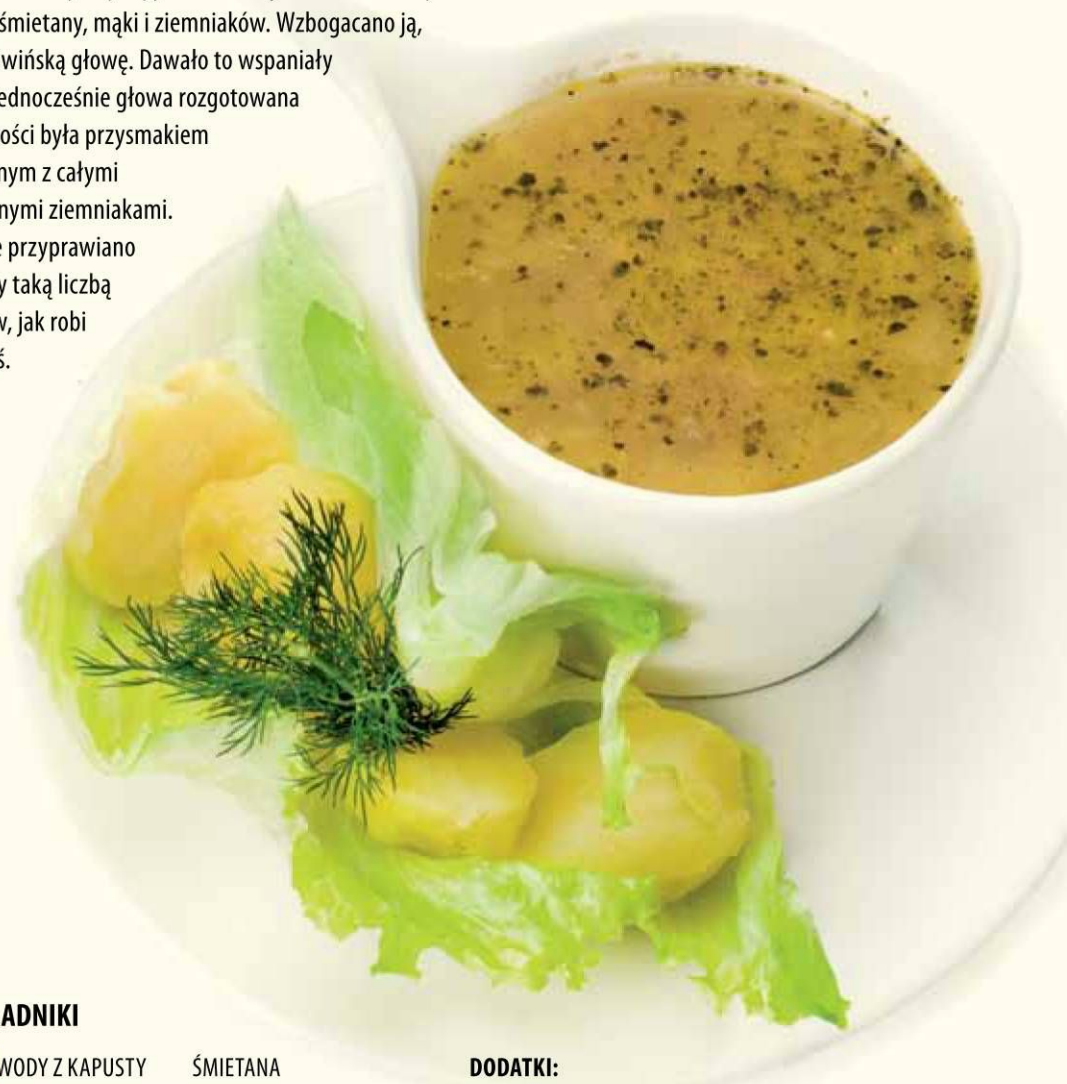 śmietany, mąki i ziemniaków. Wzbogacano ją,
wińską głowę. Dawało to wspaniały
ednocześnie głowa rozgotowana
ości była przysmakiem
nym z całymi
nymi ziemniakami.
e przyprawiano
y taką liczbą
w, jak robi
ś.
ADNIKI
WODY Z KAPUSTY ŚMIETANA DODATKI: